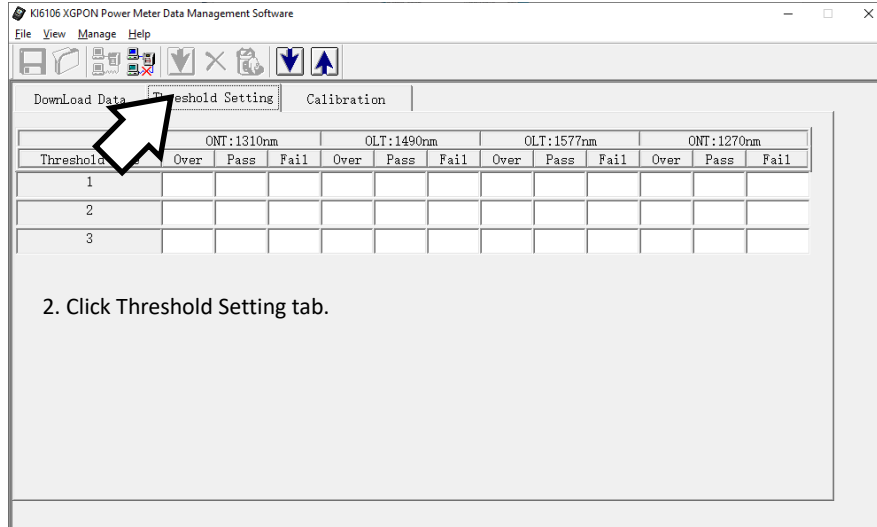 KI6106 XGPON Power Meter Data Management Software
File View Manage Help
DownLoad Data Threshold Setting Calibration
ONT:1310nm OLT:1490nm OLT:1577nm ONT:1270nm
Threshold Over Pass Fail Over Pass Fail Over Pass Fail Over Pass Fail
1
2
3
2. Click Threshold Setting tab.